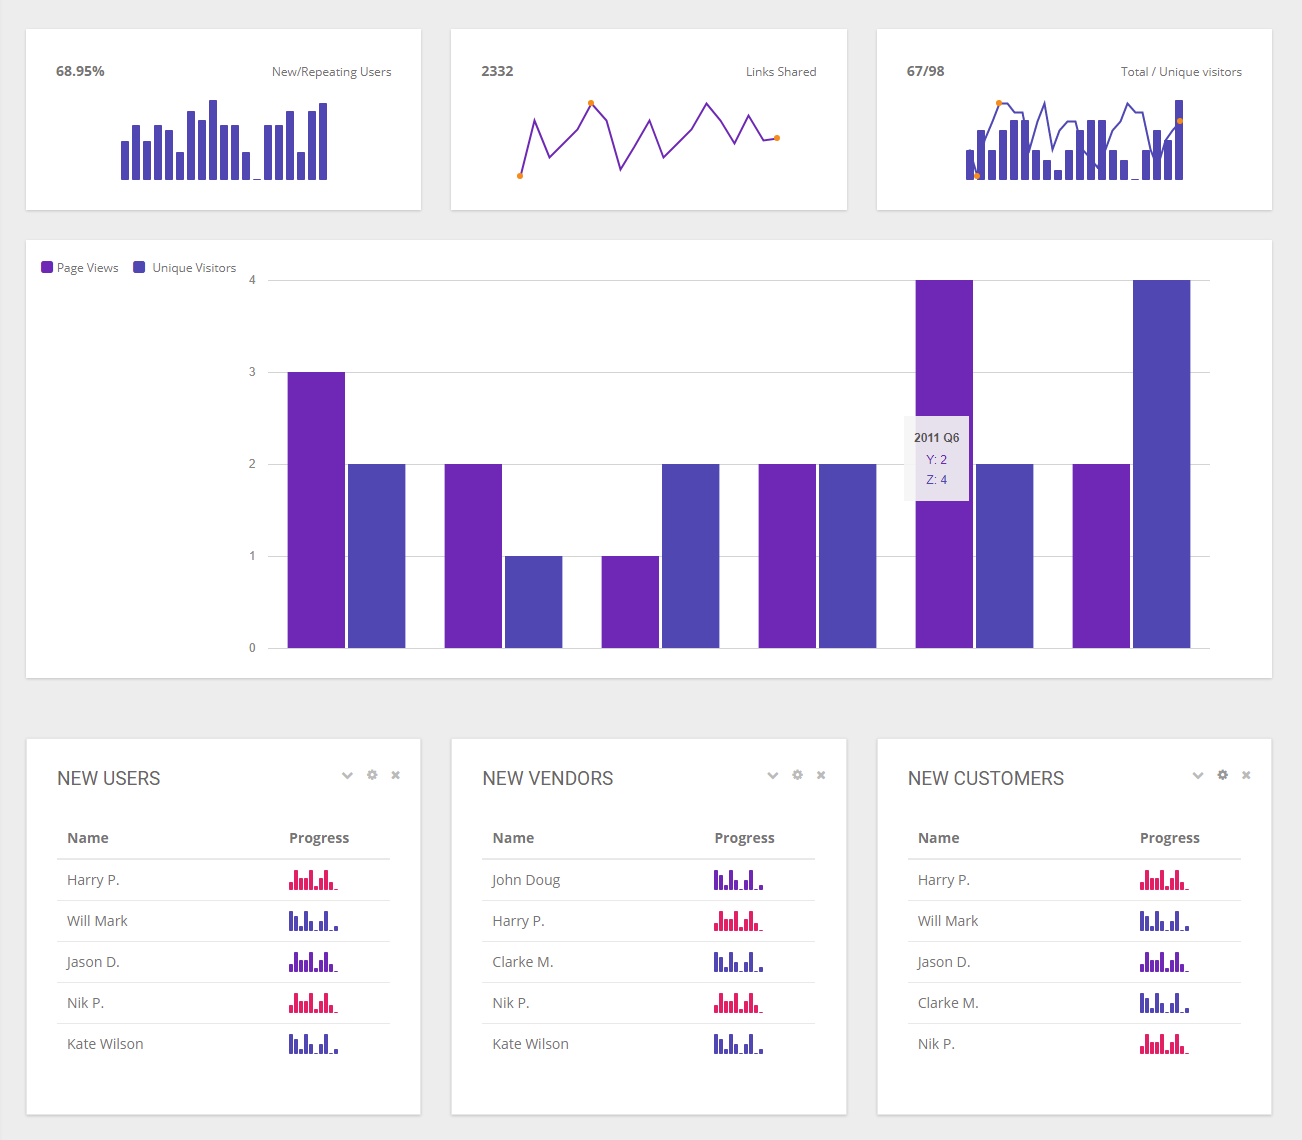 68.95% New/Repeating Users
2332 Links Shared
67/98 Total / Unique visitors
Page Views Unique Visitors
4
3
2
1
0
2011 Q6
Y: 2
Z: 4
NEW USERS
Name Progress
Harry P.
Will Mark
Jason D.
Nik P.
Kate Wilson
NEW VENDORS
Name Progress
John Doug
Harry P.
Clarke M.
Nik P.
Kate Wilson
NEW CUSTOMERS
Name Progress
Harry P.
Will Mark
Jason D.
Clarke M.
Nik P.